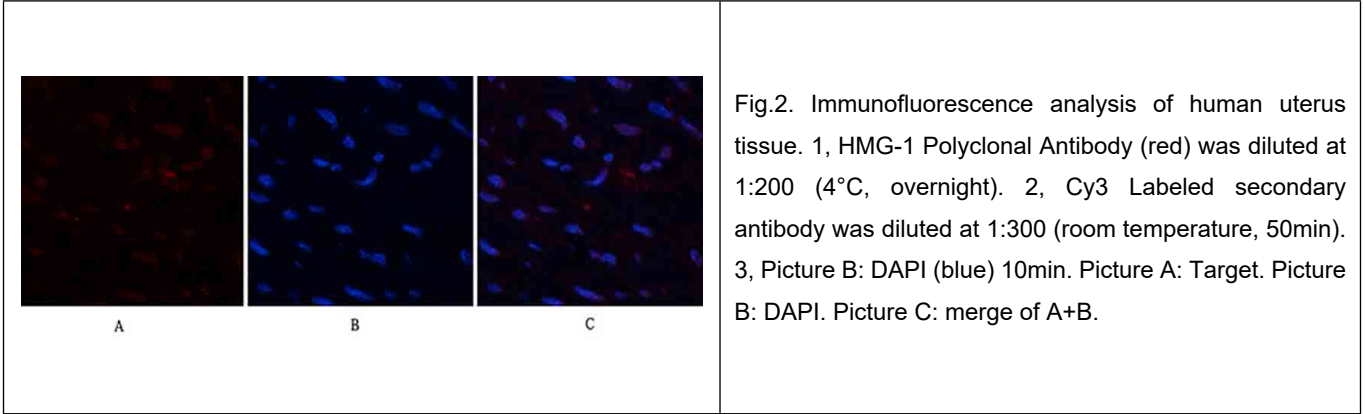 A
B
C
Fig.2. Immunofluorescence analysis of human uterus
tissue. 1, HMG-1 Polyclonal Antibody (red) was diluted at
1:200 (4°C, overnight). 2, Cy3 Labeled secondary
antibody was diluted at 1:300 (room temperature, 50min).
3, Picture B: DAPI (blue) 10min. Picture A: Target. Picture
B: DAPI. Picture C: merge of A+B.